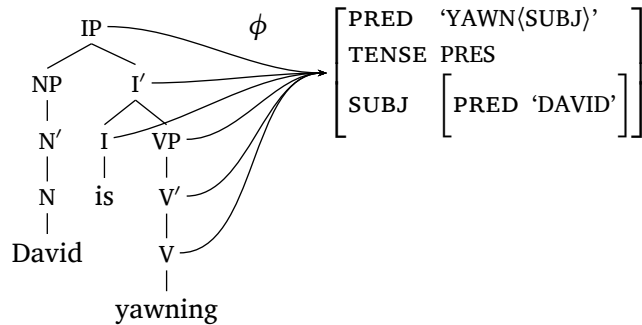 IP ϕ PRED ‘YAWN⟨SUBJ⟩’
TENSE PRES
NP I′
SUBJ PRED ‘DAVID’
N′ I VP
N is V′
David V
yawning